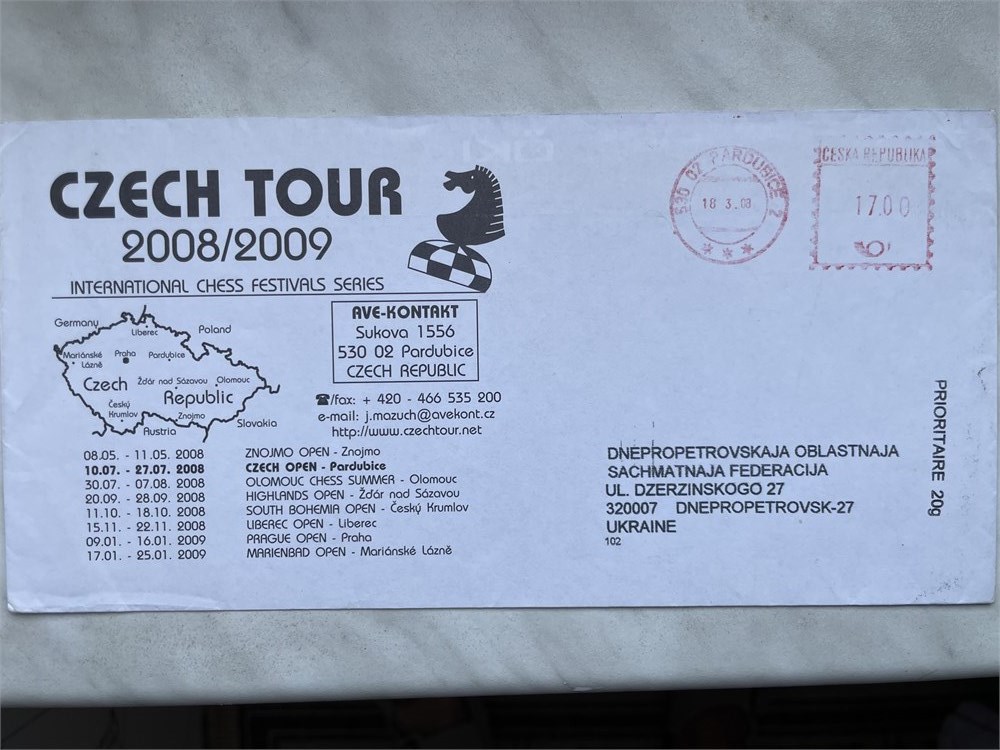 CZECH TOUR
2008/2009
INTERNATIONAL CHESS FESTIVALS SERIES
Germany
Liberec
Poland
Mariánské Lázně
Praha
Pardubice
Czech Republic
Žďár nad Sázavou
Olomouc
Český Krumlov
Znojmo
Austria
Slovakia
AVE-KONTAKT
Sukova 1556
530 02 Pardubice
CZECH REPUBLIC
☎/fax: + 420 - 466 535 200
e-mail: j.mazuch@avekont.cz
http://www.czechtour.net
08.05. - 11.05. 2008 ZNOJMO OPEN - Znojmo
10.07. - 27.07. 2008 CZECH OPEN - Pardubice
30.07. - 07.08. 2008 OLOMOUC CHESS SUMMER - Olomouc
20.09. - 28.09. 2008 HIGHLANDS OPEN - Žďár nad Sázavou
11.10. - 18.10. 2008 SOUTH BOHEMIA OPEN - Český Krumlov
15.11. - 22.11. 2008 LIBEREC OPEN - Liberec
09.01. - 16.01. 2009 PRAGUE OPEN - Praha
17.01. - 25.01. 2009 MARIENBAD OPEN - Mariánské Lázně
530 02 PARDUBICE 2
18 3 .08
ČESKÁ REPUBLIKA
17.00
DNEPROPETROVSKAJA OBLASTNAJA
SACHMATNAJA FEDERACIJA
UL. DZERZINSKOGO 27
320007 DNEPROPETROVSK-27
UKRAINE
102
PRIORITAIRE 20g